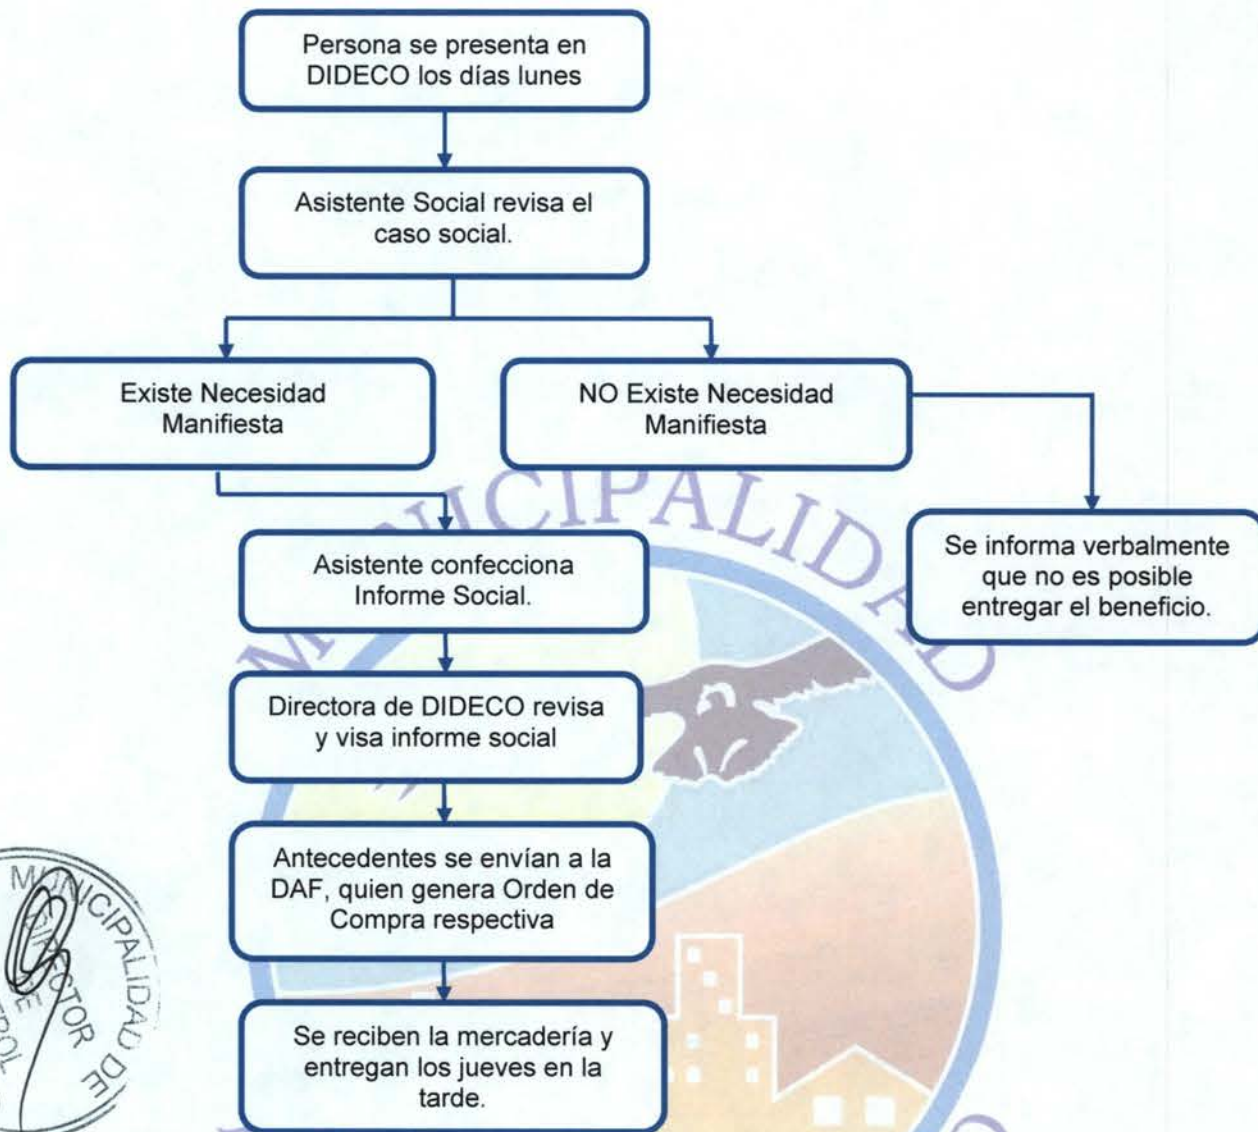 Persona se presenta en
DIDECO los días lunes
Asistente Social revisa el
caso social.
Existe Necesidad
Manifiesta
NO Existe Necesidad
Manifiesta
Asistente confecciona
Informe Social.
Se informa verbalmente
que no es posible
entregar el beneficio.
Directora de DIDECO revisa
y visa informe social
Antecedentes se envían a la
DAF, quien genera Orden de
Compra respectiva
Se reciben la mercadería y
entregan los jueves en la
tarde.
MUNICIPALIDAD
MUNICIPALIDAD DE
DIRECTOR